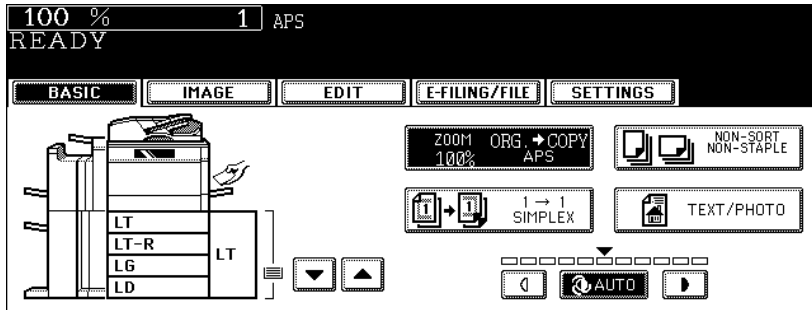 100 % 1 APS
READY
BASIC IMAGE EDIT E-FILING/FILE SETTINGS
ZOOM ORG.➔COPY
100% APS
NON-SORT
NON-STAPLE
1 → 1
SIMPLEX
TEXT/PHOTO
LT
LT-R
LG
LD
LT
AUTO